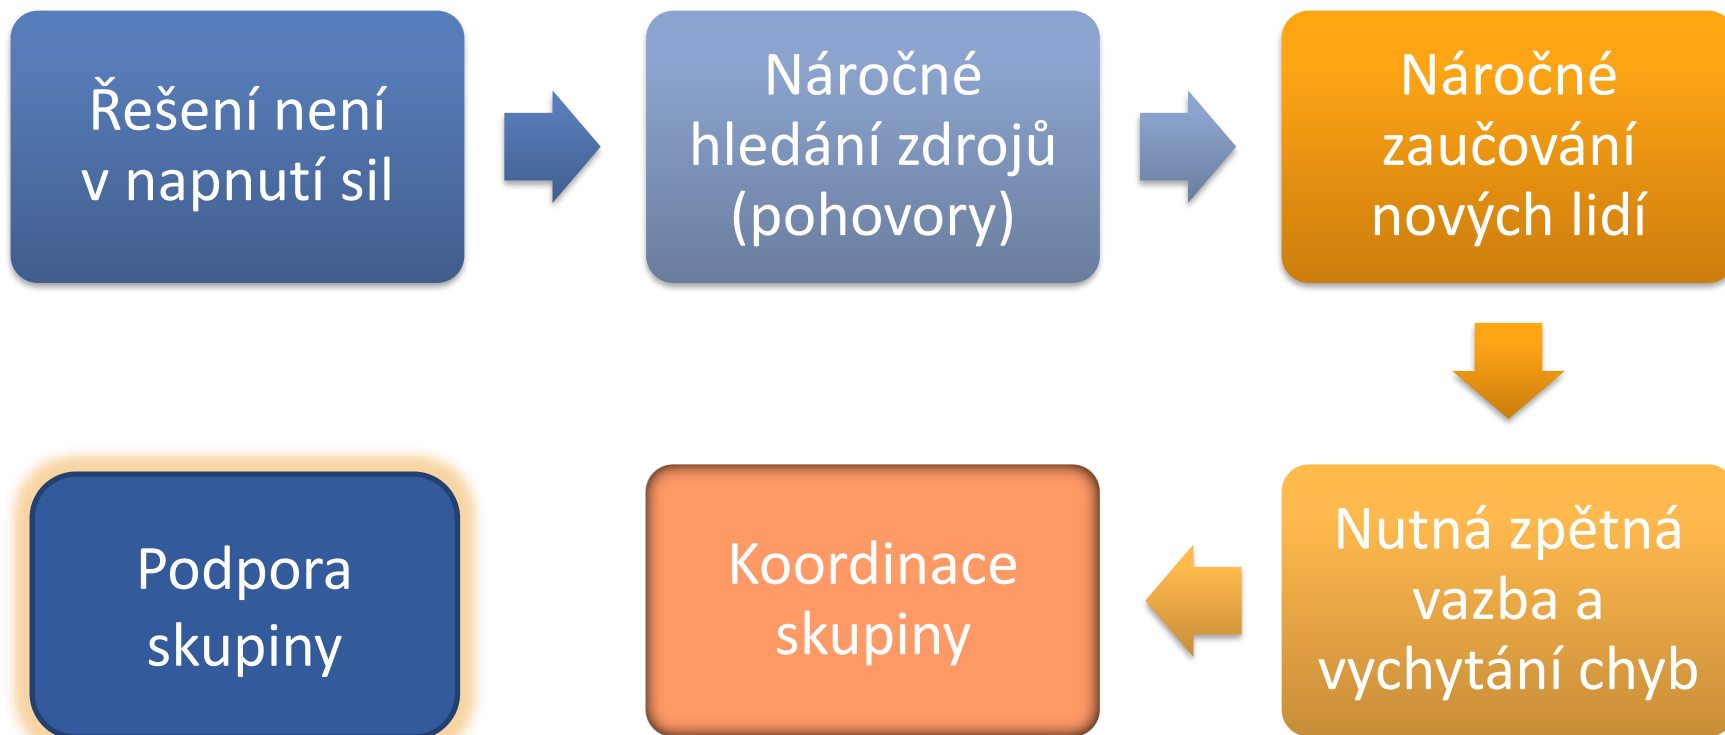 Řešení není
v napnutí sil
Náročné
hledání zdrojů
(pohovory)
Náročné
zaučování
nových lidí
Nutná zpětná
vazba a
vychytání chyb
Koordinace
skupiny
Podpora
skupiny